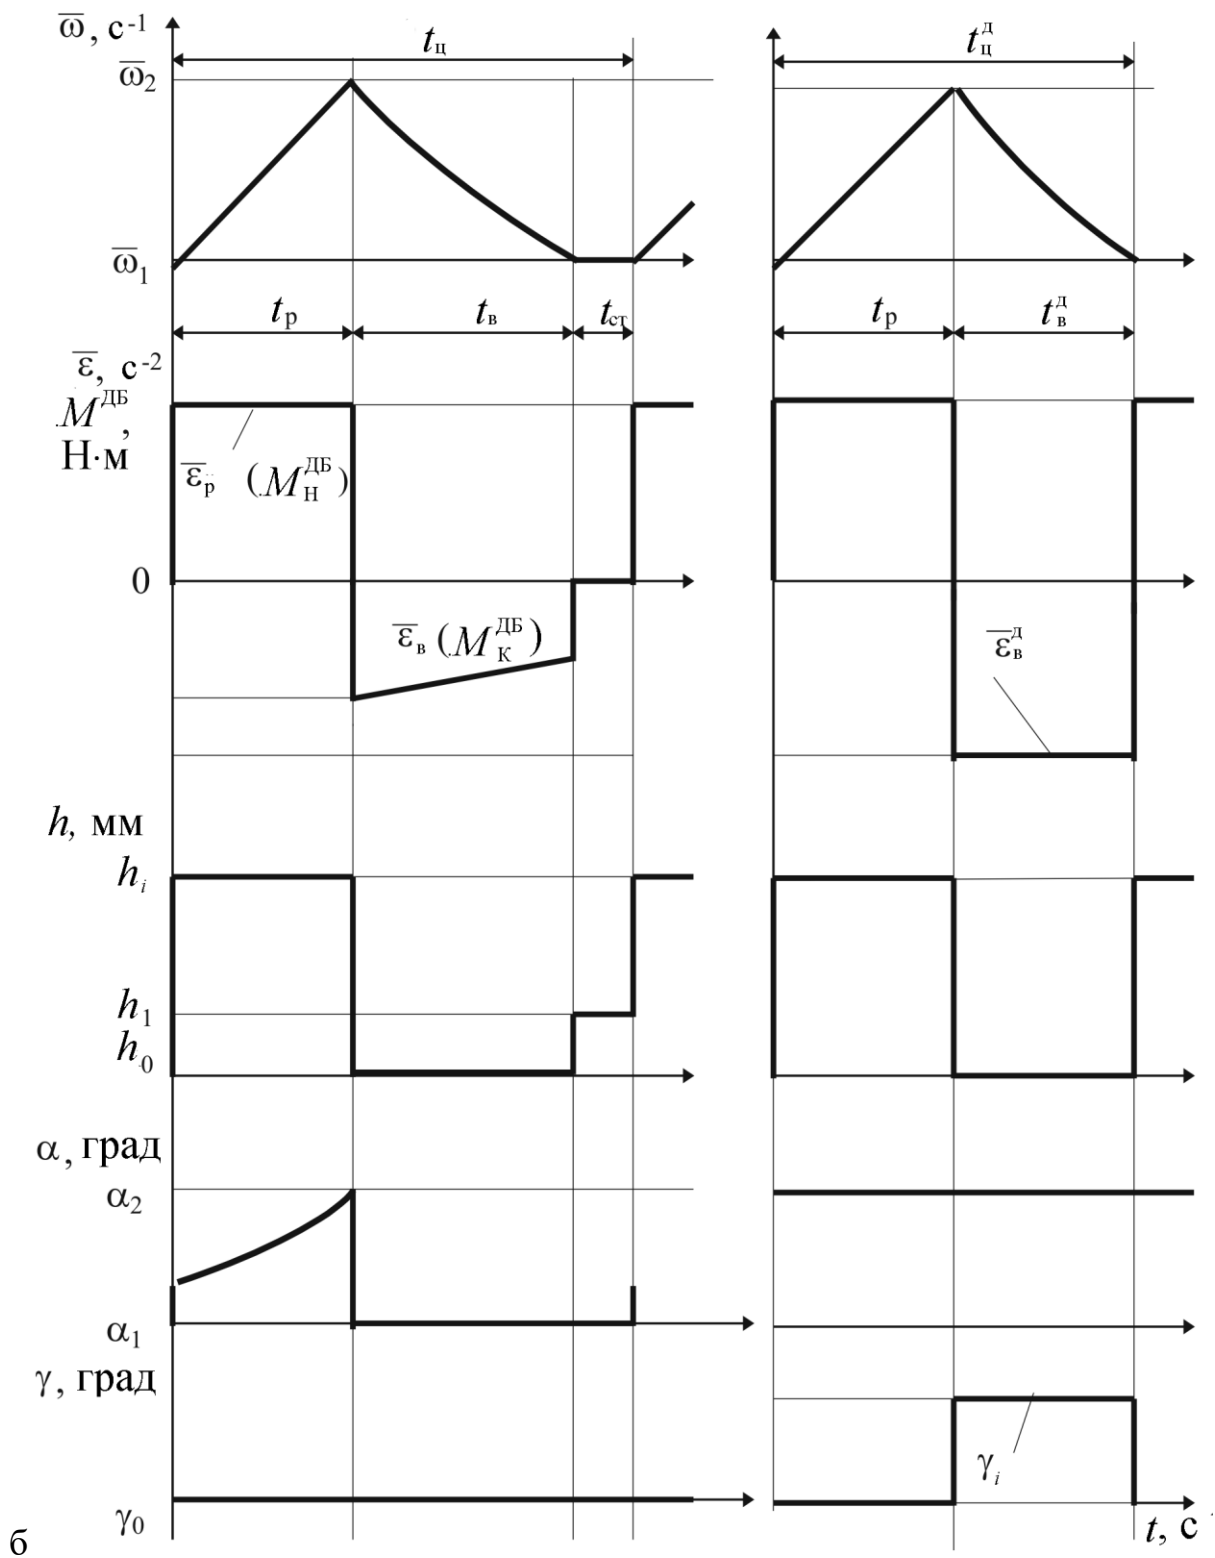 ω̅, с⁻¹
t_ц
t_ц^д
ω̅₂
ω̅₁
t_р
t_в
t_ст
t_р
t_в^д
ε̅, с⁻²
M^ДБ,
Н·м
ε̅_р (M_Н^ДБ)
0
ε̅_в (M_К^ДБ)
ε̅_в^д
h, мм
h_i
h₁
h₀
α, град
α₂
α₁
γ, град
γ_i
γ₀
t, с
б